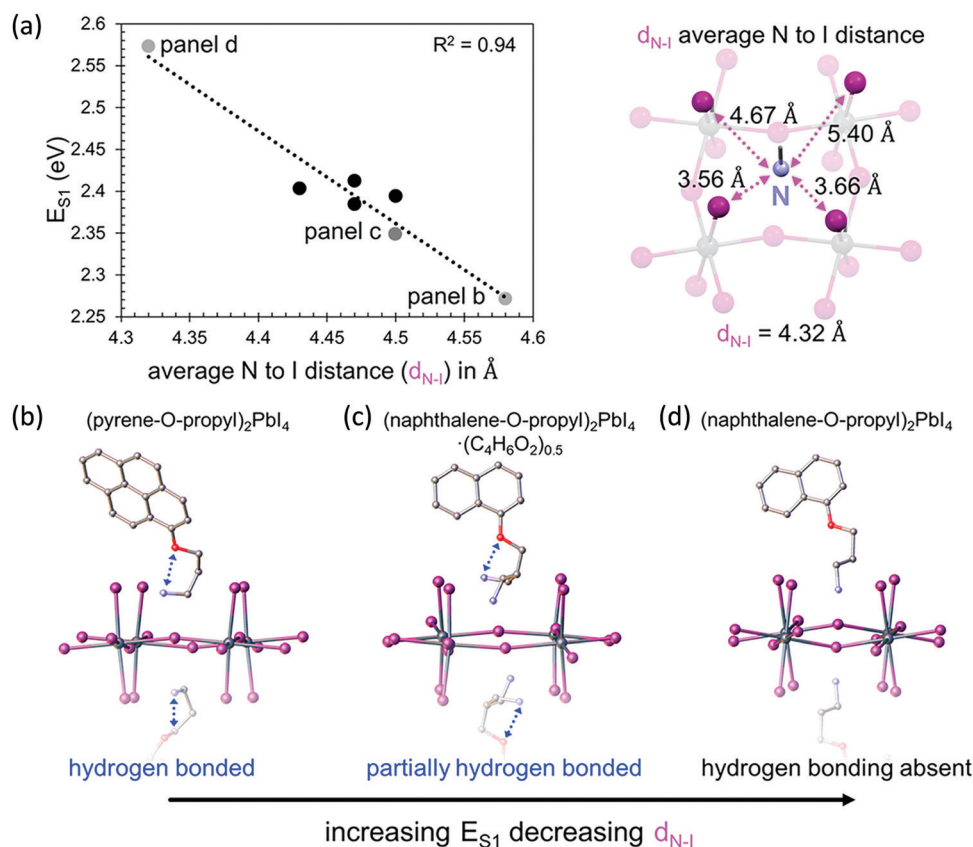 (a)
panel d
R² = 0.94
2.6
2.55
2.5
2.45
2.4
2.35
2.3
2.25
E_S1 (eV)
panel c
panel b
4.3
4.4
4.4
4.5
4.5
4.6
average N to I distance (d_N-I) in Å
d_N-I average N to I distance
4.67 Å
5.40 Å
3.56 Å
3.66 Å
N
d_N-I = 4.32 Å
(b)
(pyrene-O-propyl)₂PbI₄
(c)
(naphthalene-O-propyl)₂PbI₄
·(C₄H₆O₂)₀.₅
(d)
(naphthalene-O-propyl)₂PbI₄
hydrogen bonded
partially hydrogen bonded
hydrogen bonding absent
increasing E_S1 decreasing d_N-I